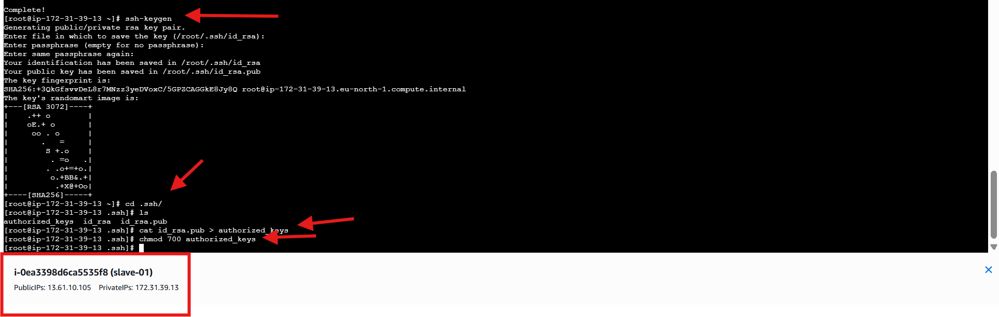 Complete!
[root@ip-172-31-39-13 ~]# ssh-keygen
Generating public/private rsa key pair.
Enter file in which to save the key (/root/.ssh/id_rsa):
Enter passphrase (empty for no passphrase):
Enter same passphrase again:
Your identification has been saved in /root/.ssh/id_rsa
Your public key has been saved in /root/.ssh/id_rsa.pub
The key fingerprint is:
SHA256:+3QkGfsvvDeL8r7MNzz3yeDVoxC/5GPZCAGGkE8Jy8Q root@ip-172-31-39-13.eu-north-1.compute.internal
The key's randomart image is:
+---[RSA 3072]----+
|    .++ o        |
|    oE.+ o       |
|     oo . o      |
|       .   =     |
|        S +.o    |
|         . =o   .|
|        . .o+=+o.|
|         o.+BB&.+|
|          .+X@+Oo|
+----[SHA256]-----+
[root@ip-172-31-39-13 ~]# cd .ssh/
[root@ip-172-31-39-13 .ssh]# ls
authorized_keys  id_rsa  id_rsa.pub
[root@ip-172-31-39-13 .ssh]# cat id_rsa.pub > authorized_keys
[root@ip-172-31-39-13 .ssh]# chmod 700 authorized_keys
[root@ip-172-31-39-13 .ssh]#
i-0ea3398d6ca5535f8 (slave-01)
PublicIPs: 13.61.10.105 PrivateIPs: 172.31.39.13